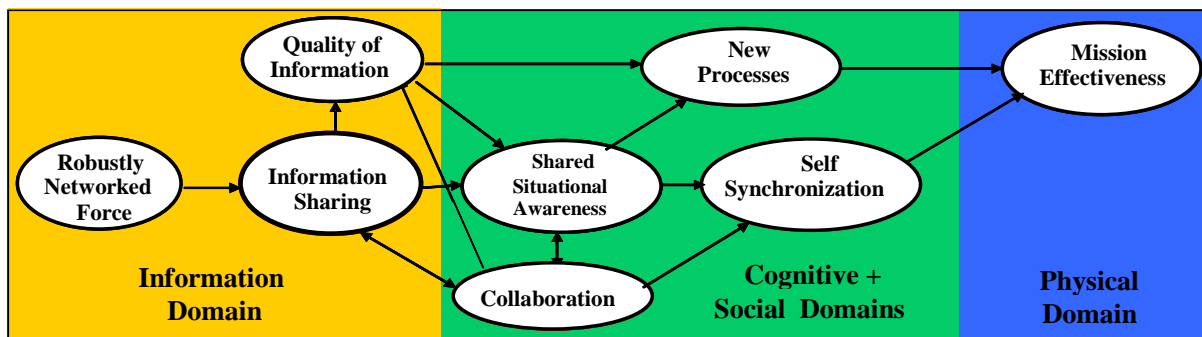 Quality of
Information
New
Processes
Mission
Effectiveness
Robustly
Networked
Force
Information
Sharing
Shared
Situational
Awareness
Self
Synchronization
Collaboration
Information
Domain
Cognitive +
Social Domains
Physical
Domain